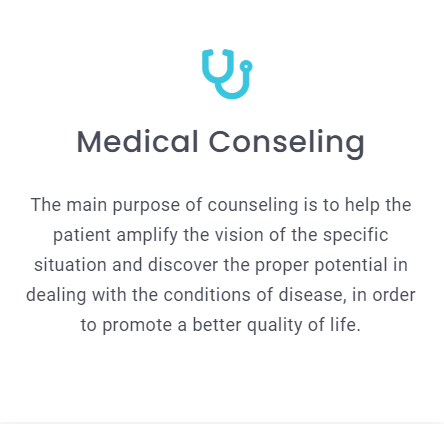 Medical Conseling
The main purpose of counseling is to help the
patient amplify the vision of the specific
situation and discover the proper potential in
dealing with the conditions of disease, in order
to promote a better quality of life.